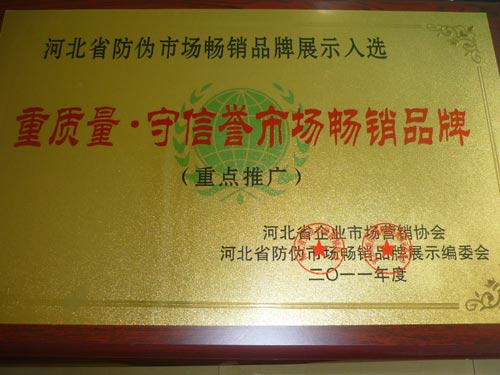 河北省防伪市场畅销品牌展示入选
重质量·守信誉市场畅销品牌
（重点推广）
河北省企业市场营销协会
河北省防伪市场畅销品牌展示编委会
二〇一一年度